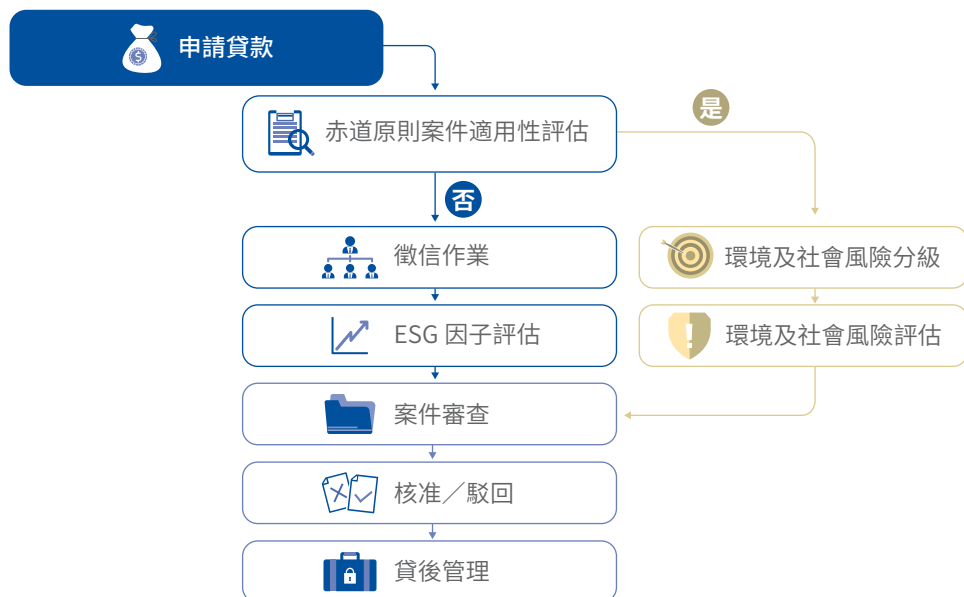 申請貸款
赤道原則案件適用性評估
是
否
徵信作業
環境及社會風險分級
ESG 因子評估
環境及社會風險評估
案件審查
核准／駁回
貸後管理